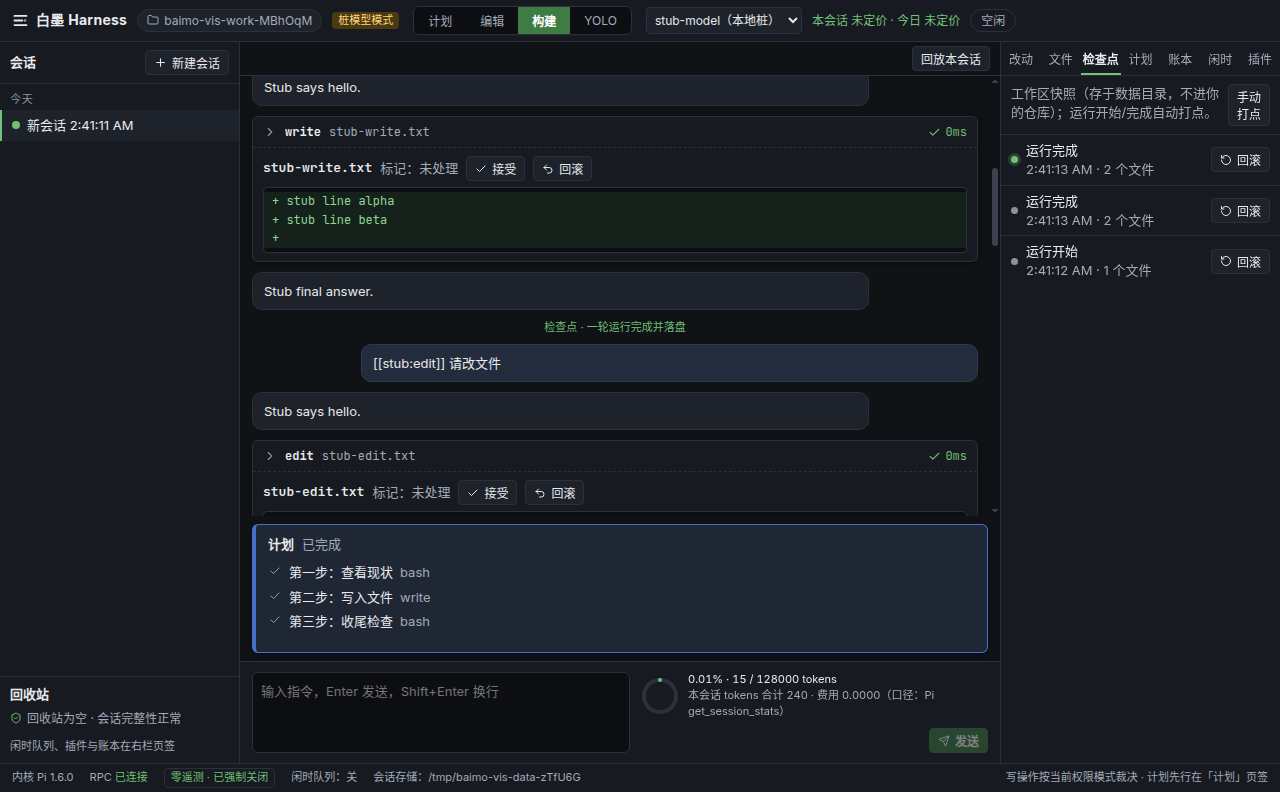 白墨 Harness
baimo-vis-work-MBhOqM
桩模型模式
计划
编辑
构建
YOLO
stub-model（本地桩）
本会话 未定价 · 今日 未定价
空闲
会话
新建会话
今天
新会话 2:41:11 AM
回收站
回收站为空 · 会话完整性正常
闲时队列、插件与账本在右栏页签
回放本会话
Stub says hello.
write stub-write.txt
0ms
stub-write.txt 标记：未处理
接受
回滚
+ stub line alpha
+ stub line beta
+
Stub final answer.
检查点 · 一轮运行完成并落盘
[[stub:edit]] 请改文件
Stub says hello.
edit stub-edit.txt
0ms
stub-edit.txt 标记：未处理
接受
回滚
计划 已完成
第一步：查看现状 bash
第二步：写入文件 write
第三步：收尾检查 bash
输入指令，Enter 发送，Shift+Enter 换行
0.01% · 15 / 128000 tokens
本会话 tokens 合计 240 · 费用 0.0000（口径：Pi
get_session_stats）
发送
改动
文件
检查点
计划
账本
闲时
插件
工作区快照（存于数据目录，不进你
的仓库）；运行开始/完成自动打点。
手动
打点
运行完成
2:41:13 AM · 2 个文件
回滚
运行完成
2:41:13 AM · 2 个文件
回滚
运行开始
2:41:12 AM · 1 个文件
回滚
内核 Pi 1.6.0
RPC 已连接
零遥测 · 已强制关闭
闲时队列：关
会话存储：/tmp/baimo-vis-data-zTfU6G
写操作按当前权限模式裁决 · 计划先行在「计划」页签